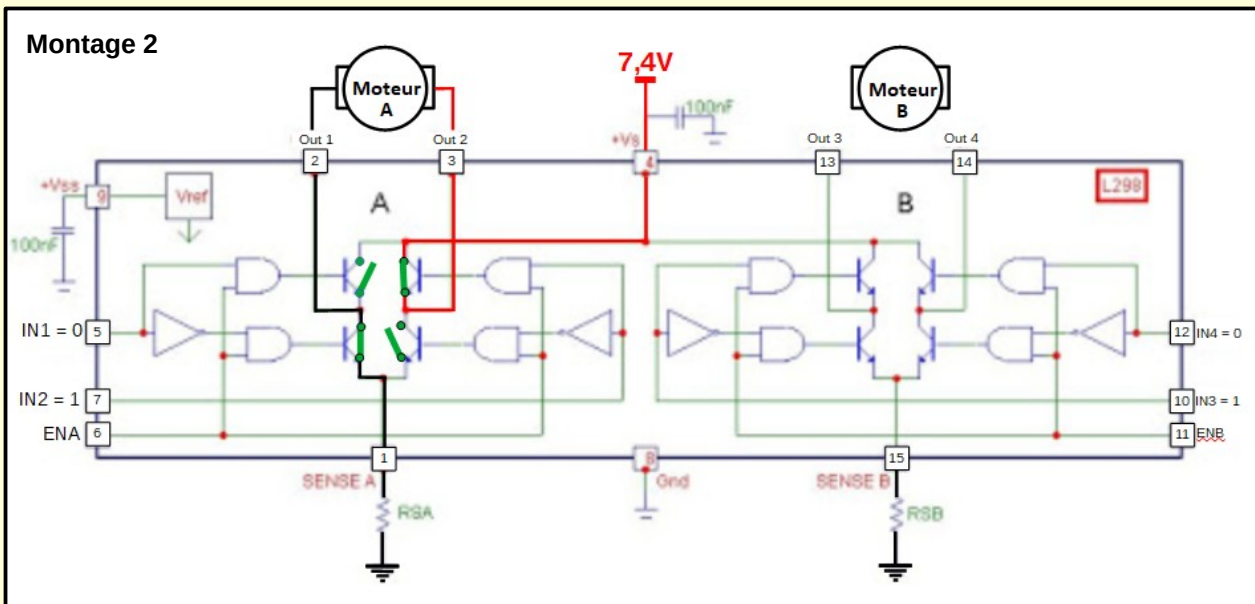 Montage 2
7,4V
Moteur
A
Moteur
B
100nF
Out 1
Out 2
+Vs
Out 3
Out 4
2
3
4
13
14
+Vss
9
Vref
A
B
L298
100nF
IN1 = 0
5
12
IN4 = 0
IN2 = 1
7
10
IN3 = 1
ENA
6
11
ENB
1
8
15
SENSE A
Gnd
SENSE B
RSA
RSB